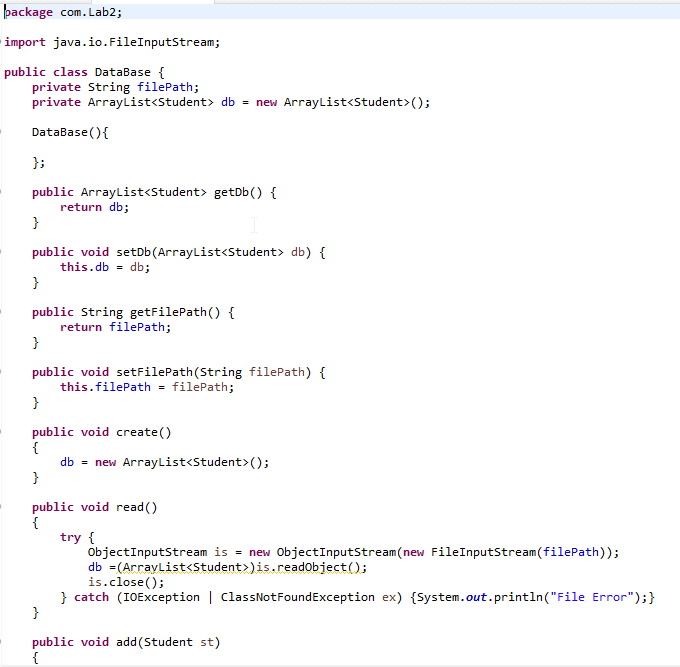 package com.Lab2;
import java.io.FileInputStream;
public class DataBase {
    private String filePath;
    private ArrayList<Student> db = new ArrayList<Student>();
    DataBase(){
    };
    public ArrayList<Student> getDb() {
        return db;
    }
    public void setDb(ArrayList<Student> db) {
        this.db = db;
    }
    public String getFilePath() {
        return filePath;
    }
    public void setFilePath(String filePath) {
        this.filePath = filePath;
    }
    public void create()
    {
        db = new ArrayList<Student>();
    }
    public void read()
    {
        try {
            ObjectInputStream is = new ObjectInputStream(new FileInputStream(filePath));
            db =(ArrayList<Student>)is.readObject();
            is.close();
        } catch (IOException | ClassNotFoundException ex) {System.out.println("File Error");}
    }
    public void add(Student st)
    {